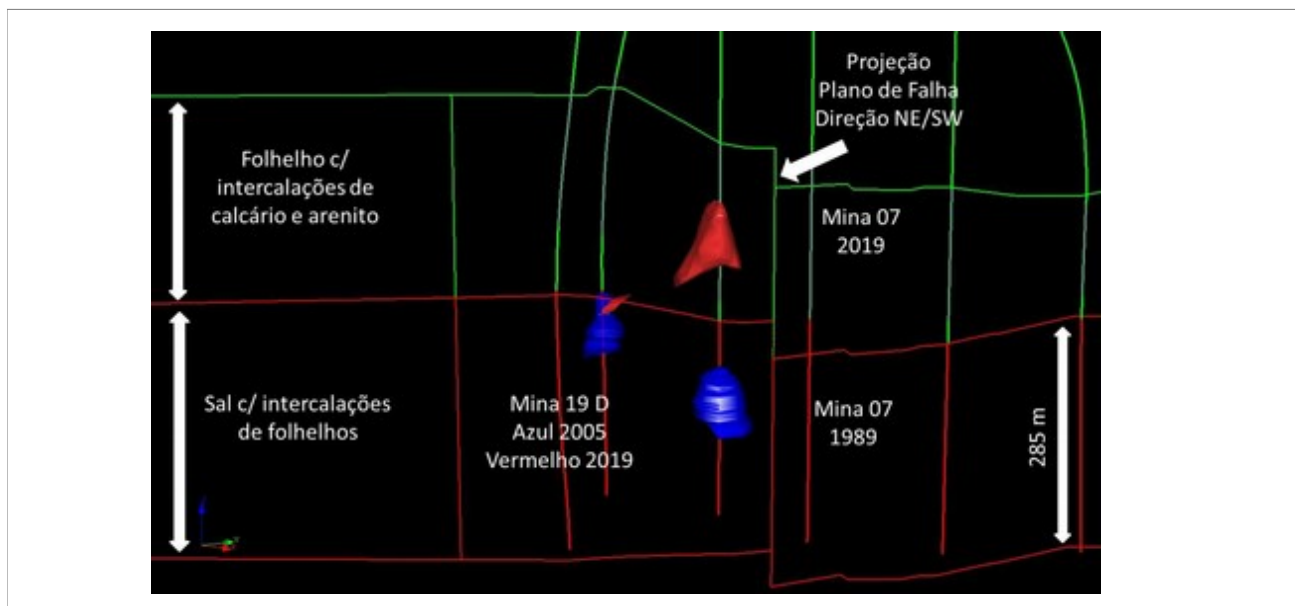 Projeção
Plano de Falha
Direção NE/SW
Folhelho c/
intercalações de
calcário e arenito
Mina 07
2019
Sal c/ intercalações
de folhelhos
Mina 19 D
Azul 2005
Vermelho 2019
Mina 07
1989
285 m